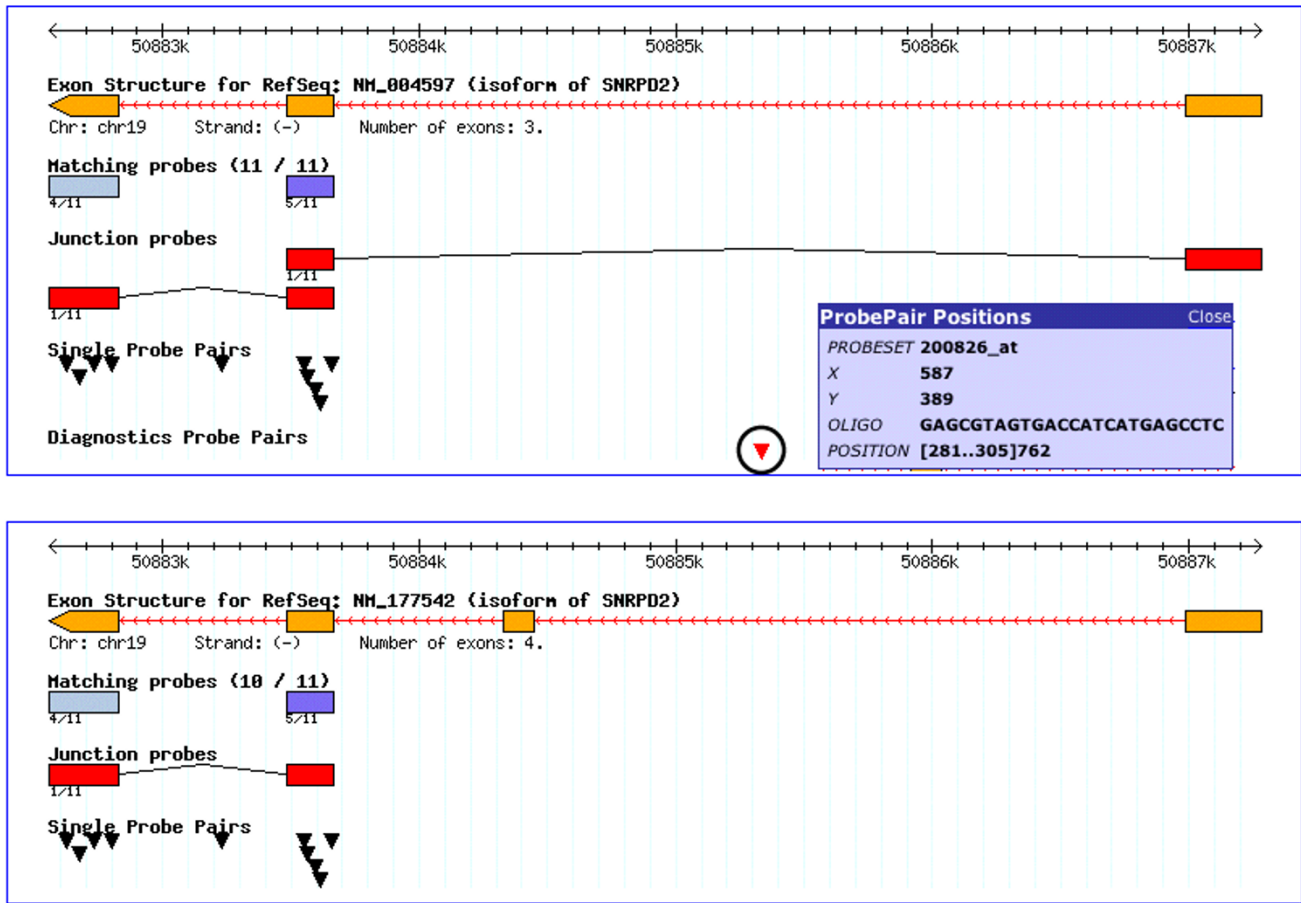 50883k 50884k 50885k 50886k 50887k
Exon Structure for RefSeq: NM_004597 (isoform of SNRPD2)
Chr: chr19 Strand: (-) Number of exons: 3.
Matching probes (11 / 11)
4/11 5/11
Junction probes
1/11
1/11
Single Probe Pairs
Diagnostics Probe Pairs
ProbePair Positions Close
PROBESET 200826_at
X 587
Y 389
OLIGO GAGCGTAGTGACCATCATGAGCCTC
POSITION [281..305]762
50883k 50884k 50885k 50886k 50887k
Exon Structure for RefSeq: NM_177542 (isoform of SNRPD2)
Chr: chr19 Strand: (-) Number of exons: 4.
Matching probes (10 / 11)
4/11 5/11
Junction probes
1/11
Single Probe Pairs